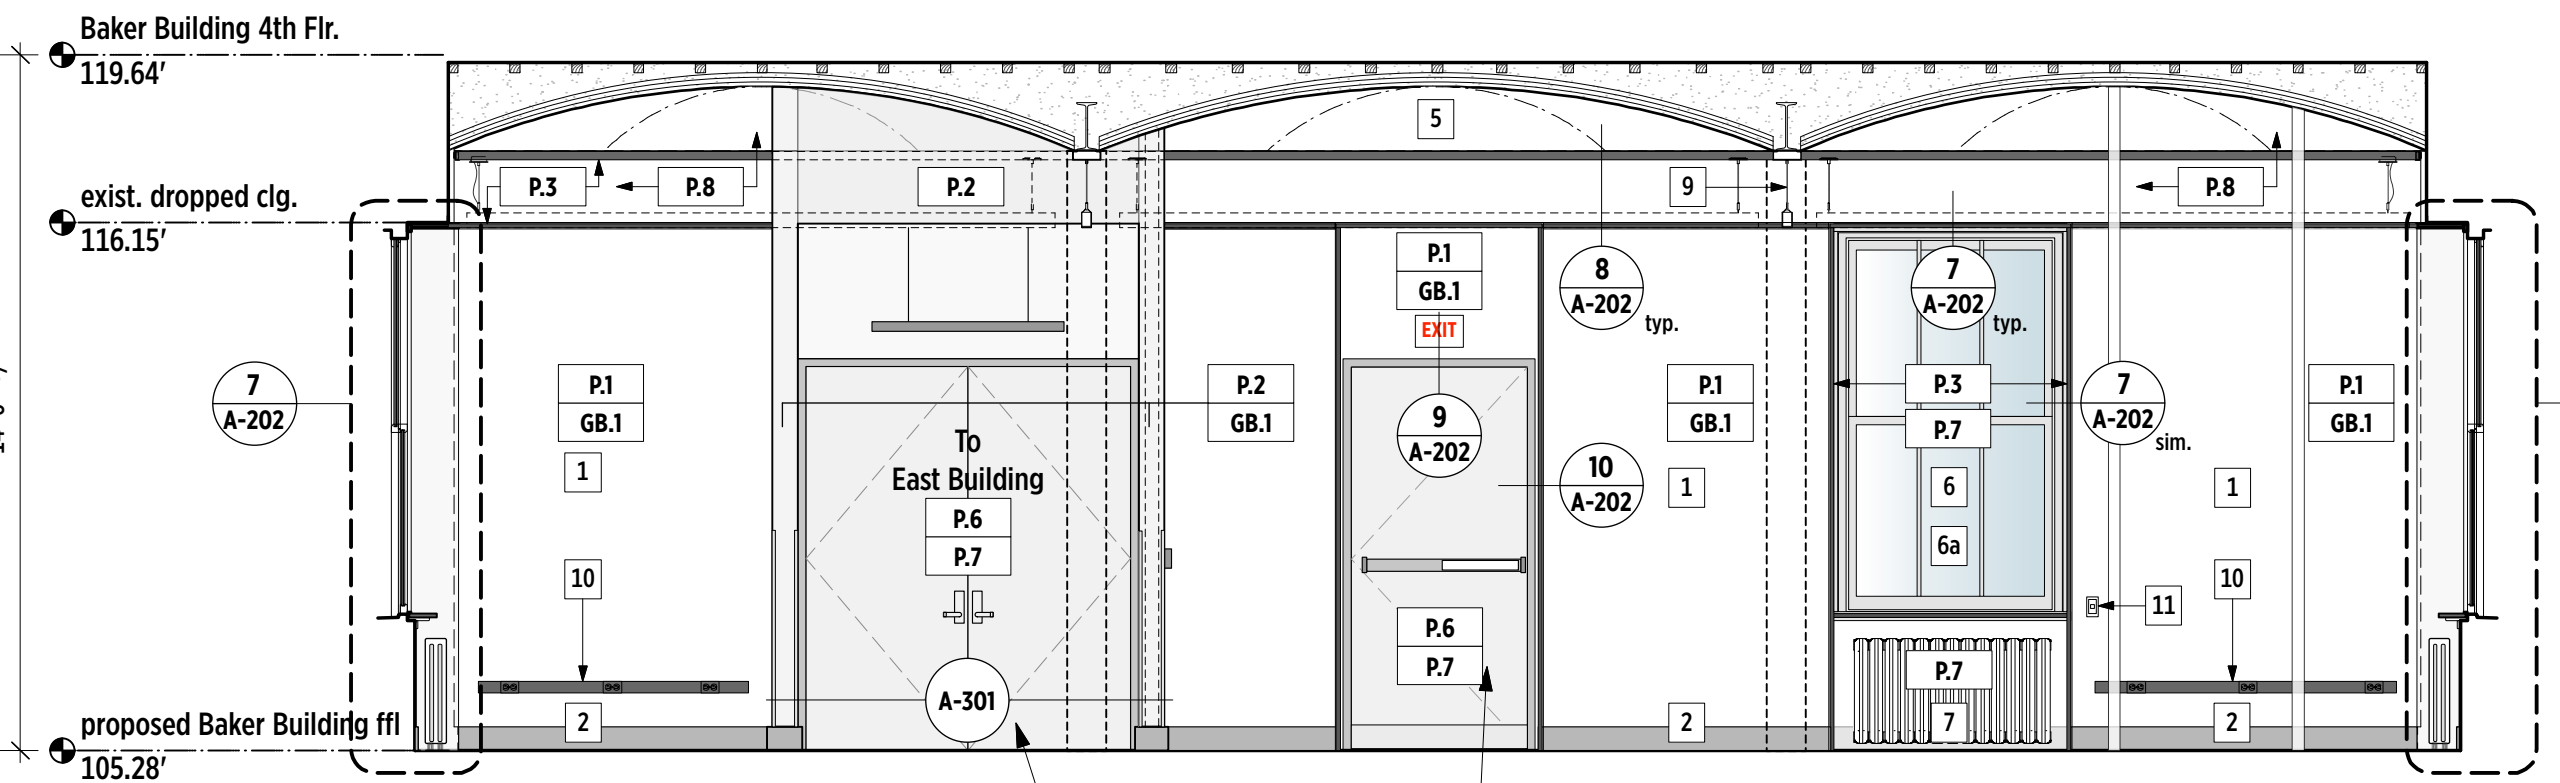 Baker Building 4th Flr.
119.64'
exist. dropped clg.
116.15'
5
P.3
P.8
P.2
9
P.8
P.1
GB.1
EXIT
8
A-202
typ.
7
A-202
typ.
7
A-202
P.1
GB.1
1
10
2
To
East Building
P.6
P.7
A-301
P.2
GB.1
9
A-202
10
A-202
P.6
P.7
P.1
GB.1
1
2
P.3
P.7
6
6a
P.7
7
7
A-202
sim.
11
P.1
GB.1
1
10
2
proposed Baker Building ffl
105.28'